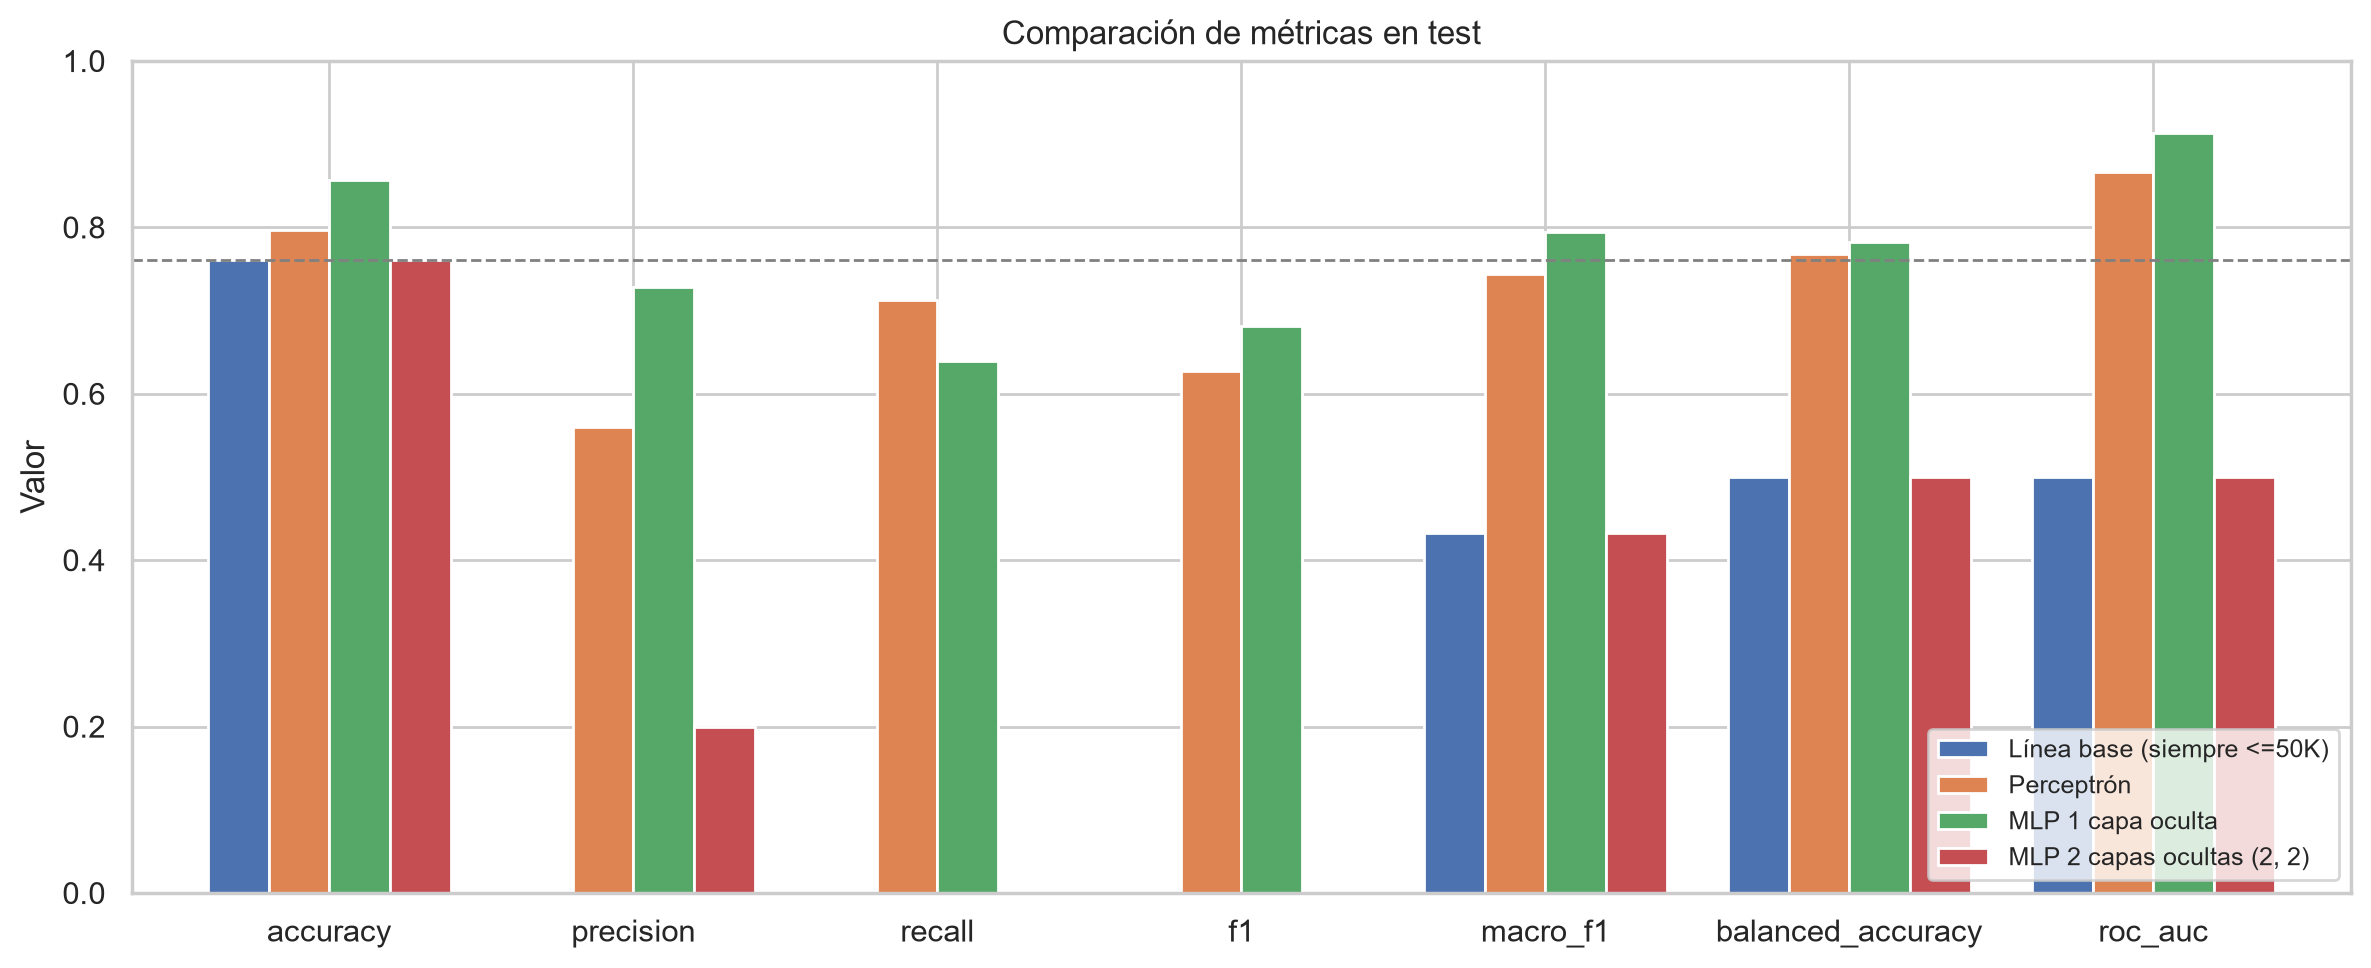 Comparación de métricas en test
1.0
0.8
0.6
0.4
0.2
0.0
Valor
accuracy
precision
recall
f1
macro_f1
balanced_accuracy
roc_auc
Línea base (siempre <=50K)
Perceptrón
MLP 1 capa oculta
MLP 2 capas ocultas (2, 2)